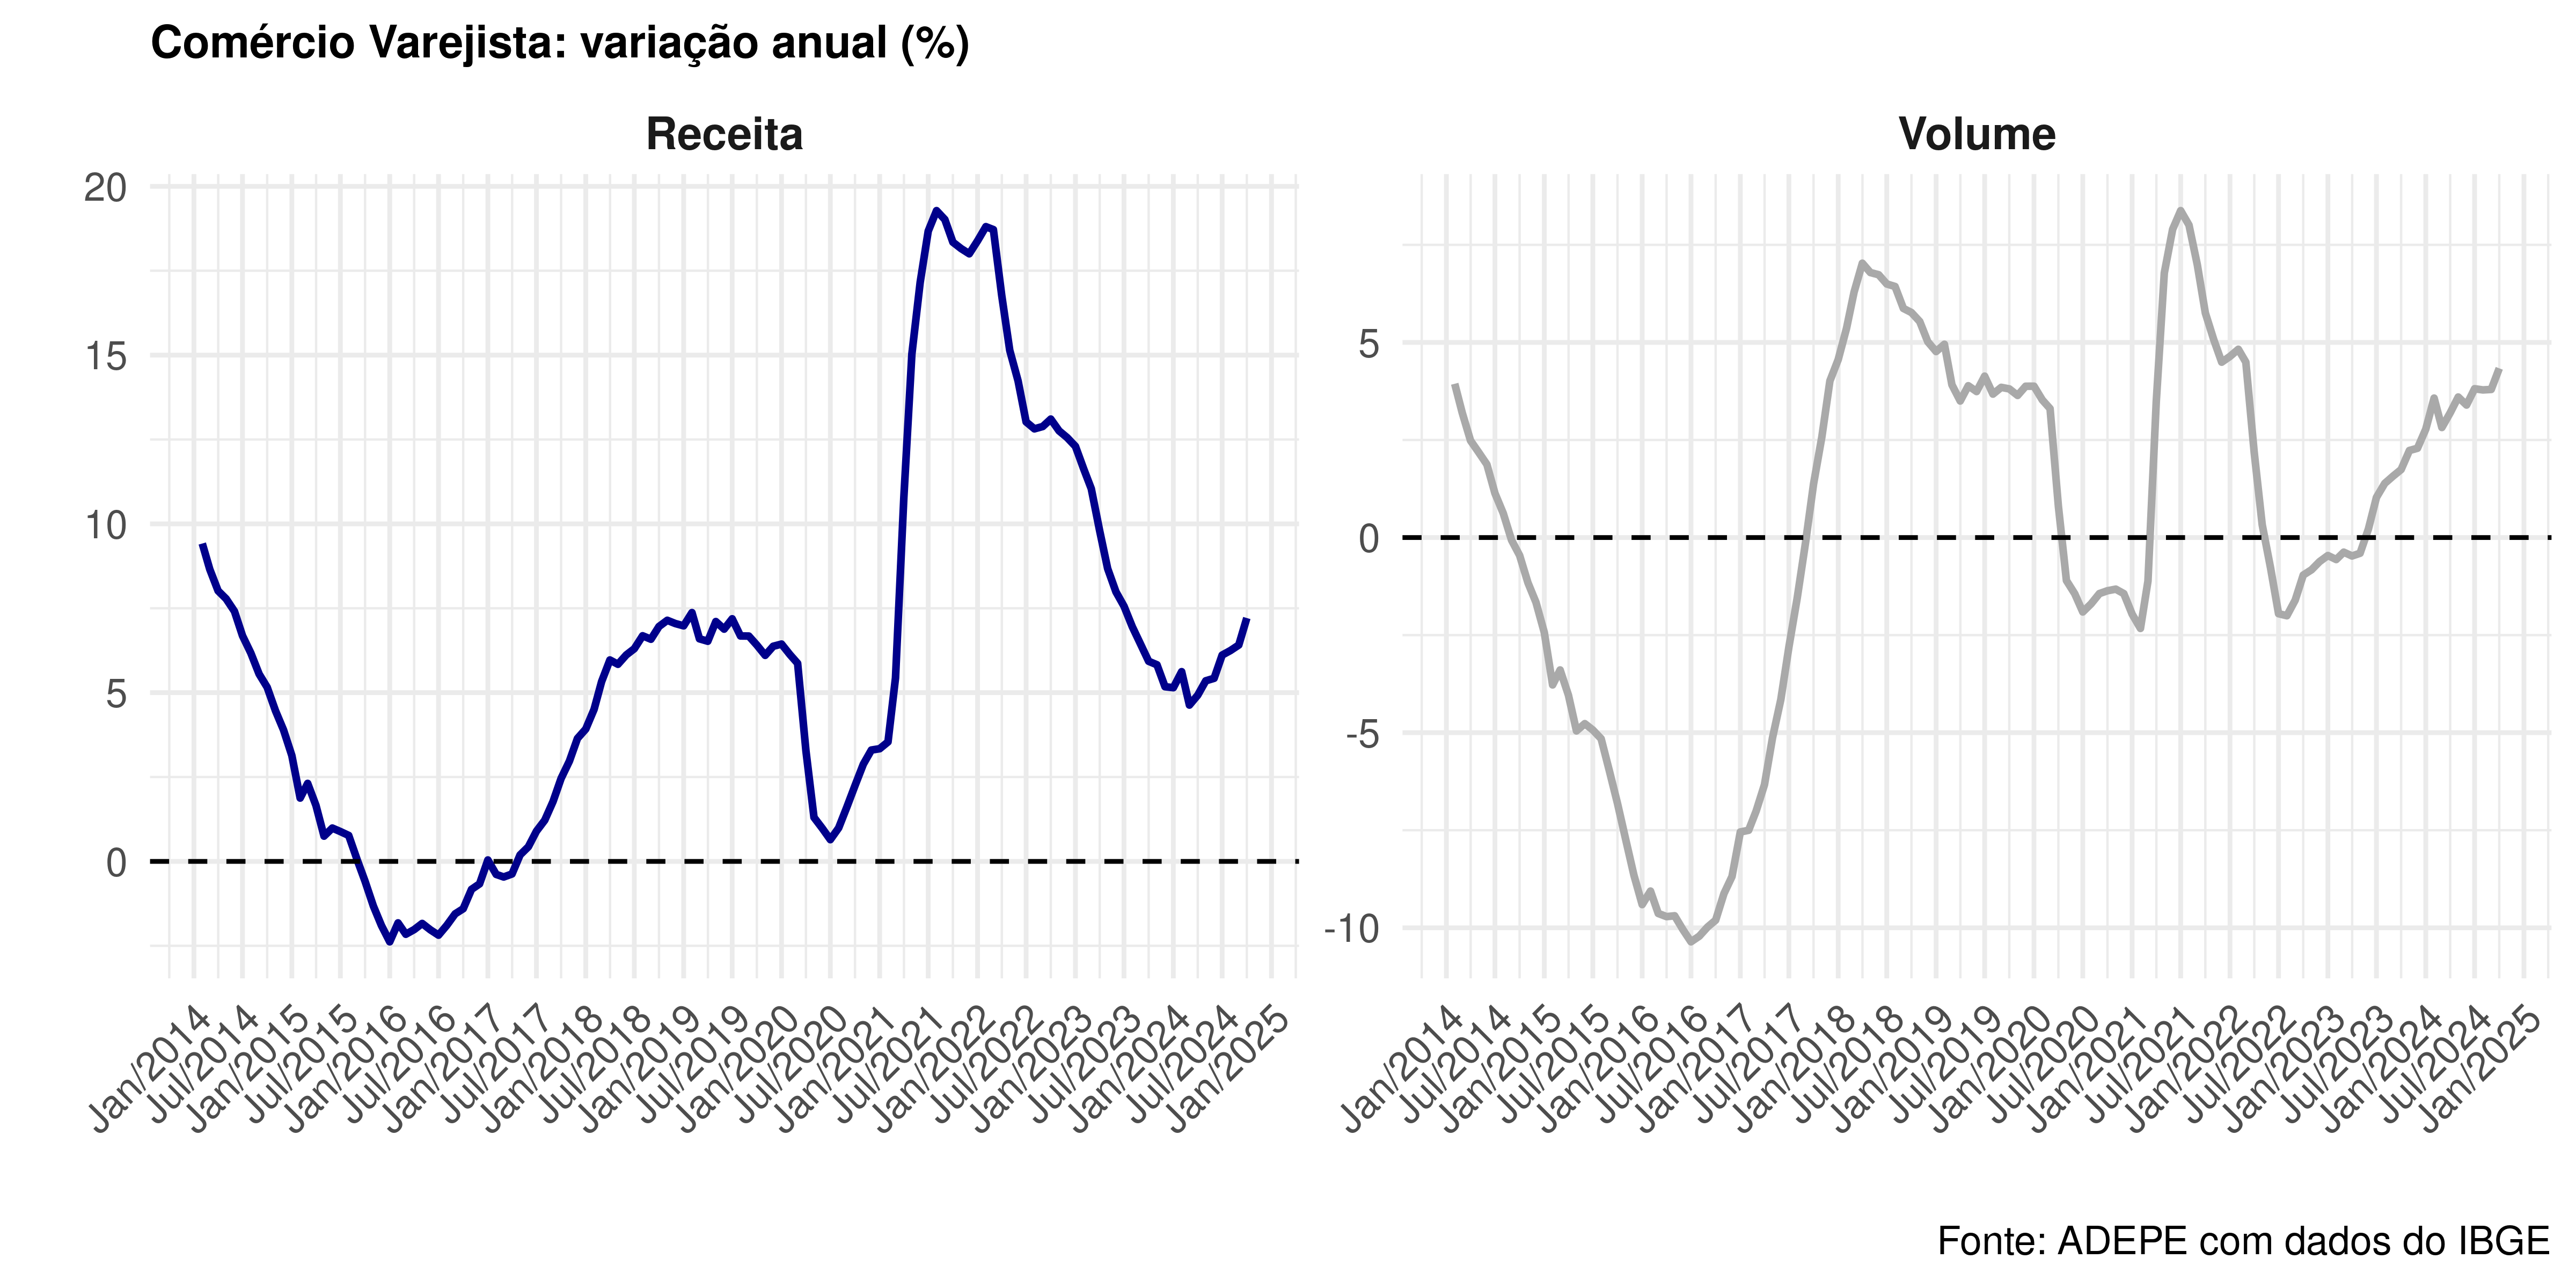 Comércio Varejista: variação anual (%)
Receita
20
15
10
5
0
Jan/2014
Jul/2014
Jan/2015
Jul/2015
Jan/2016
Jul/2016
Jan/2017
Jul/2017
Jan/2018
Jul/2018
Jan/2019
Jul/2019
Jan/2020
Jul/2020
Jan/2021
Jul/2021
Jan/2022
Jul/2022
Jan/2023
Jul/2023
Jan/2024
Jul/2024
Jan/2025
Volume
5
0
-5
-10
Jan/2014
Jul/2014
Jan/2015
Jul/2015
Jan/2016
Jul/2016
Jan/2017
Jul/2017
Jan/2018
Jul/2018
Jan/2019
Jul/2019
Jan/2020
Jul/2020
Jan/2021
Jul/2021
Jan/2022
Jul/2022
Jan/2023
Jul/2023
Jan/2024
Jul/2024
Jan/2025
Fonte: ADEPE com dados do IBGE